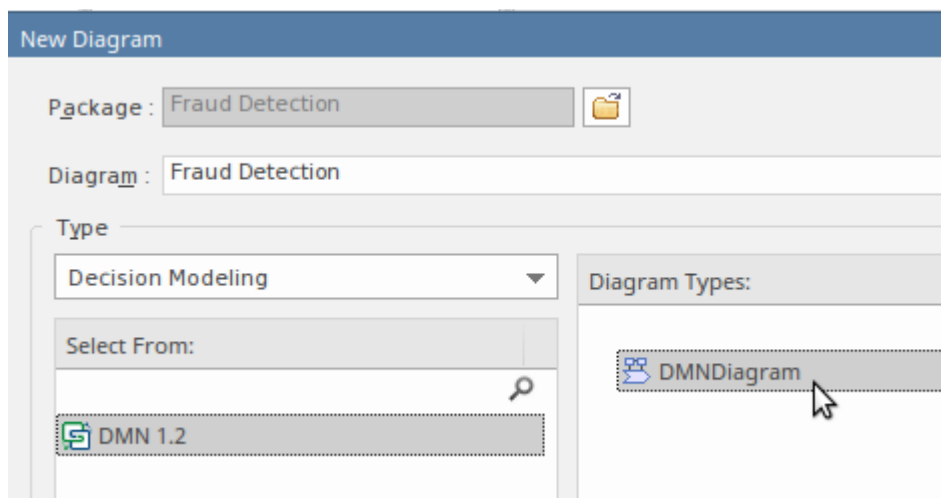 New Diagram
Package : Fraud Detection
Diagram : Fraud Detection
Type
Decision Modeling
Diagram Types:
Select From:
DMNDiagram
DMN 1.2